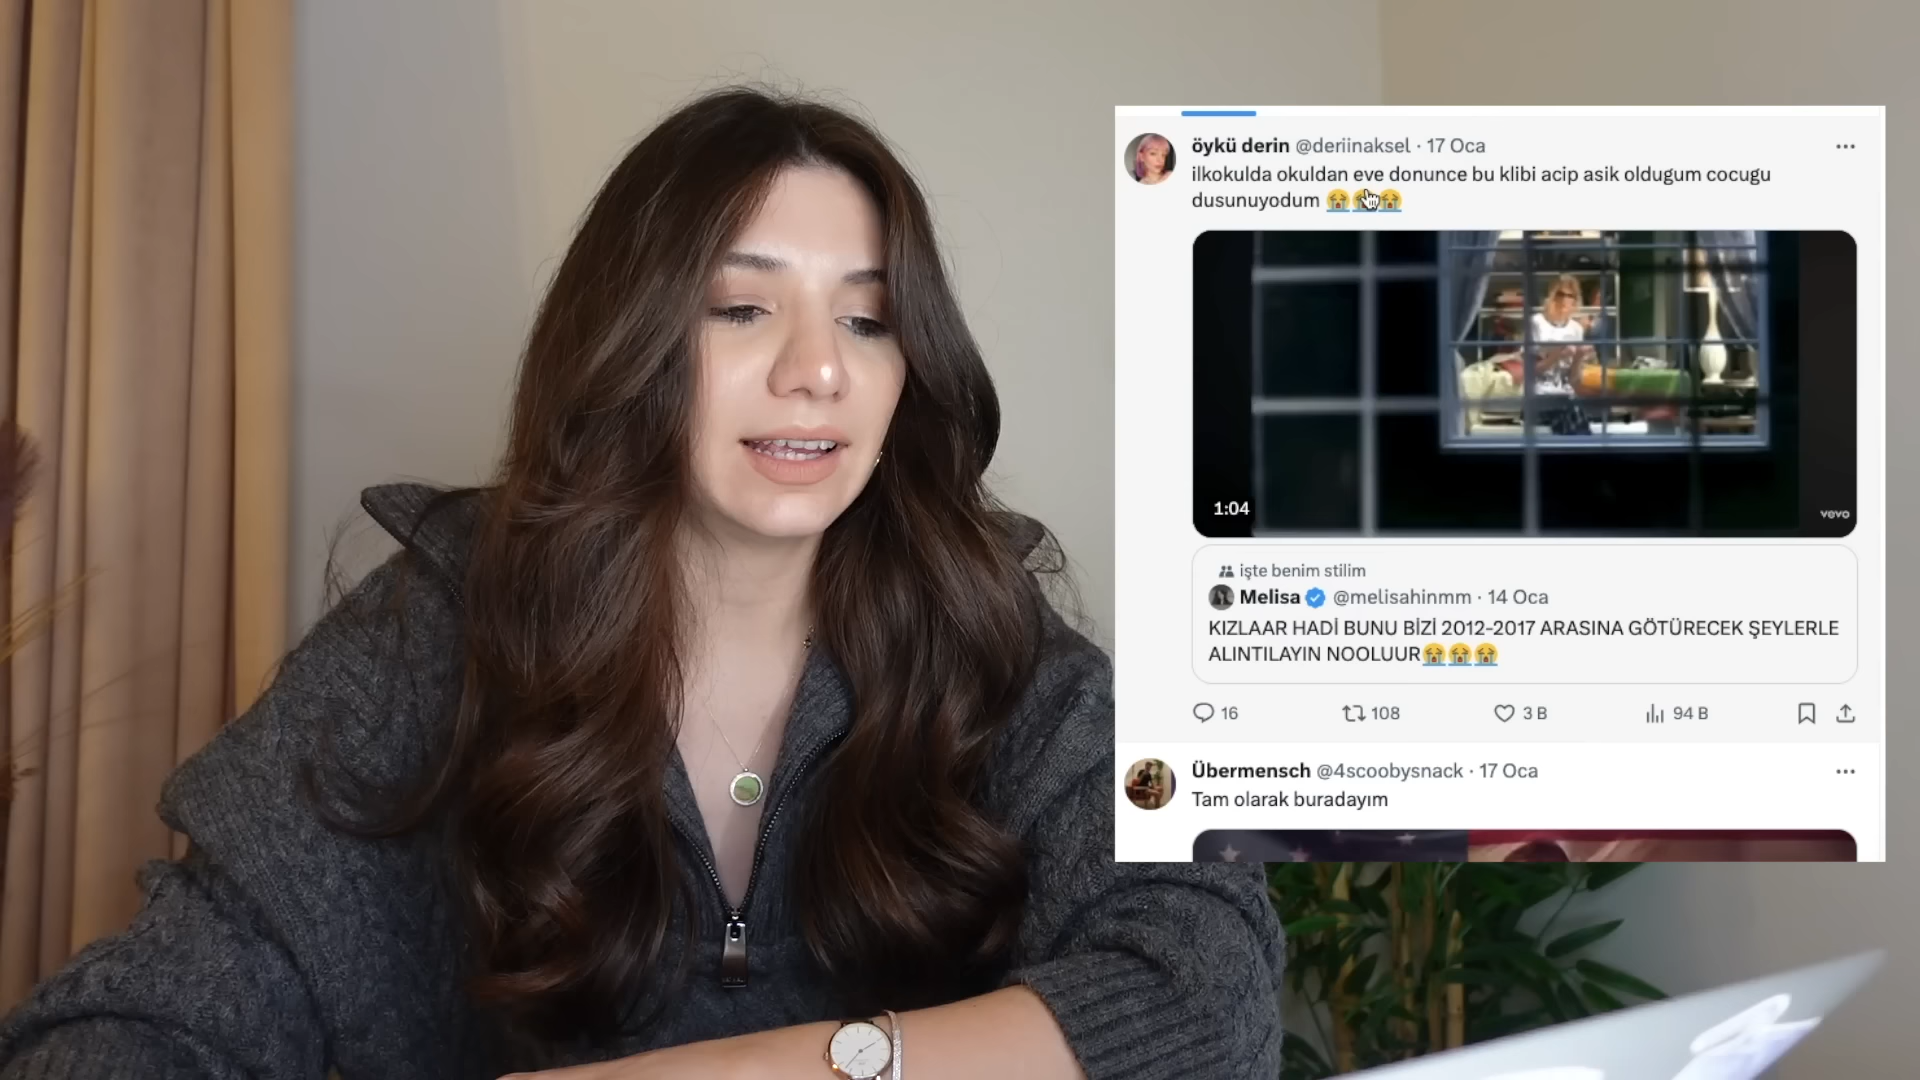 öykü derin @deriinaksel · 17 Oca
ilkokulda okuldan eve donunce bu klibi acip asik oldugum cocugu
dusunuyodum 😭😭😭
1:04
vevo
işte benim stilim
Melisa @melisahinmm · 14 Oca
KIZLAAR HADİ BUNU BİZİ 2012-2017 ARASINA GÖTÜRECEK ŞEYLERLE
ALINTILAYIN NOOLUUR😭😭😭
16 108 3 B 94 B
Übermensch @4scoobysnack · 17 Oca
Tam olarak buradayım